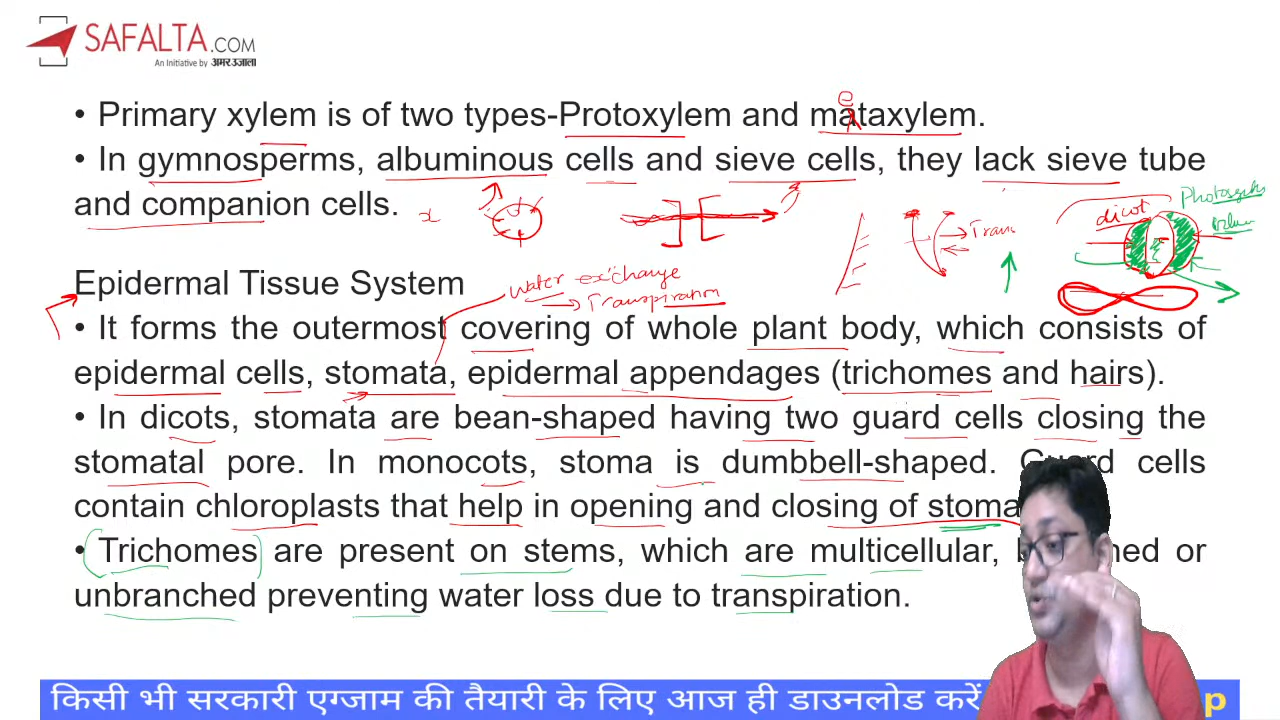 SAFALTA.COM
An Initiative by अमर उजाला
• Primary xylem is of two types-Protoxylem and mataxylem.
e
• In gymnosperms, albuminous cells and sieve cells, they lack sieve tube
and companion cells.
x
dicot
Trans
Epidermal Tissue System
water exchange
→ Transpiration
• It forms the outermost covering of whole plant body, which consists of
epidermal cells, stomata, epidermal appendages (trichomes and hairs).
• In dicots, stomata are bean-shaped having two guard cells closing the
stomatal pore. In monocots, stoma is dumbbell-shaped. Guard cells
contain chloroplasts that help in opening and closing of stoma
• Trichomes are present on stems, which are multicellular, or
unbranched preventing water loss due to transpiration.
किसी भी सरकारी एग्जाम की तैयारी के लिए आज ही डाउनलोड करें p